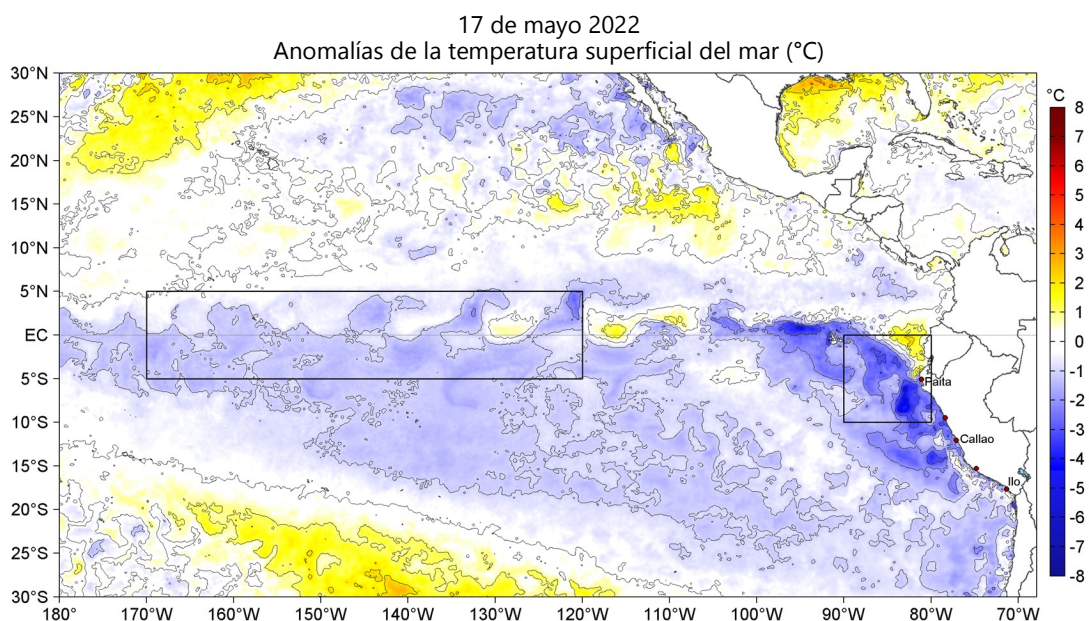 17 de mayo 2022
Anomalías de la temperatura superficial del mar (°C)
30°N
25°N
20°N
15°N
10°N
5°N
EC
5°S
10°S
15°S
20°S
25°S
30°S
180
170°W
160°W
150°W
140°W
130°W
120°W
110°W
100°W
90°W
80°W
70°W
Paita
Callao
Ilo
°C
8
7
6
5
4
3
2
1
0
-1
-2
-3
-4
-5
-6
-7
-8